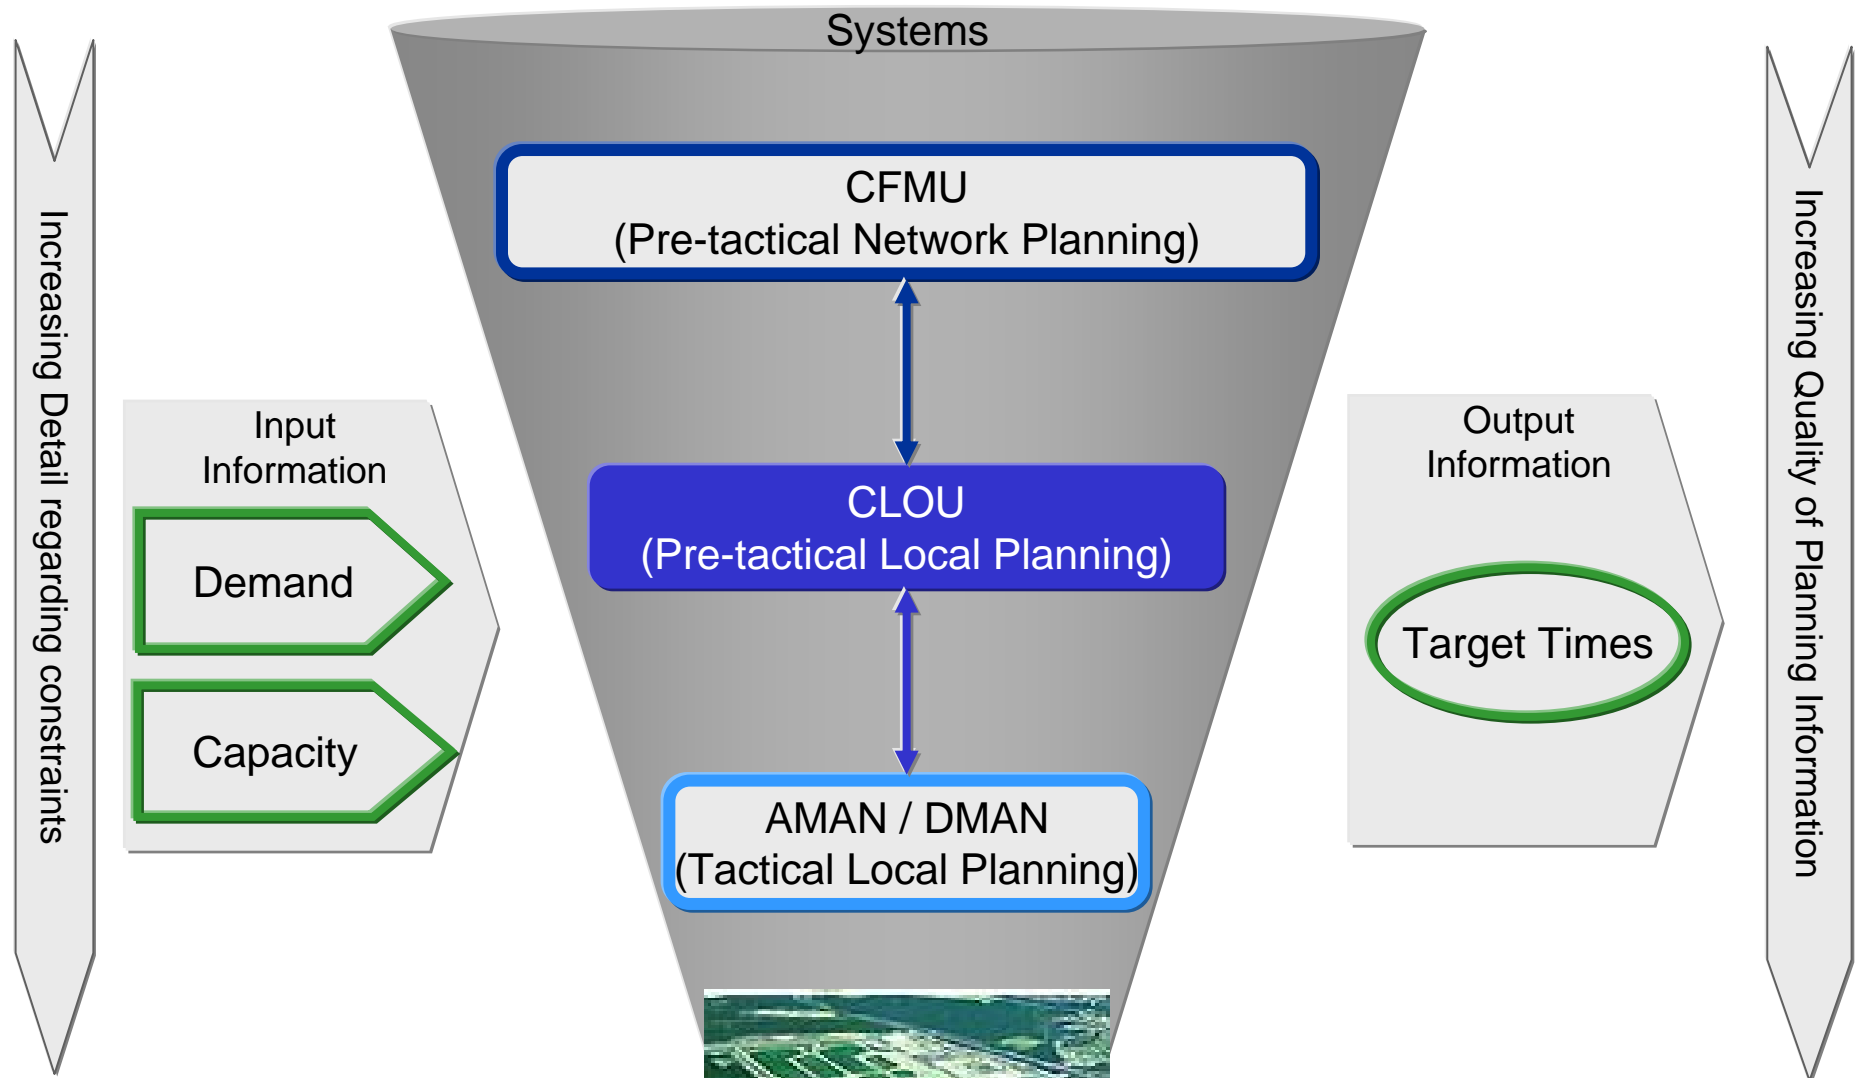 Systems
Increasing Detail regarding constraints
Input
Information
Demand
Capacity
CFMU
(Pre-tactical Network Planning)
CLOU
(Pre-tactical Local Planning)
AMAN / DMAN
(Tactical Local Planning)
Output
Information
Target Times
Increasing Quality of Planning Information